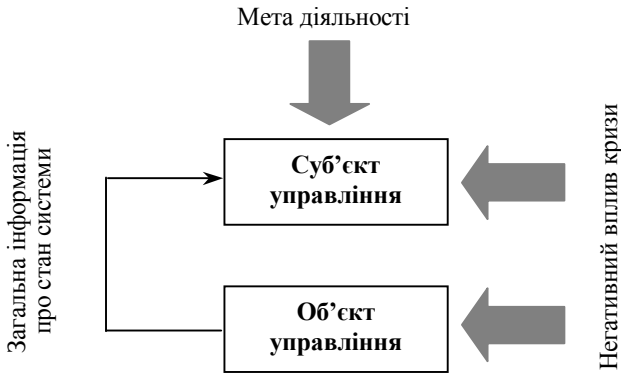 Мета діяльності
Загальна інформація
про стан системи
Суб’єкт
управління
Негативний вплив кризи
Об’єкт
управління